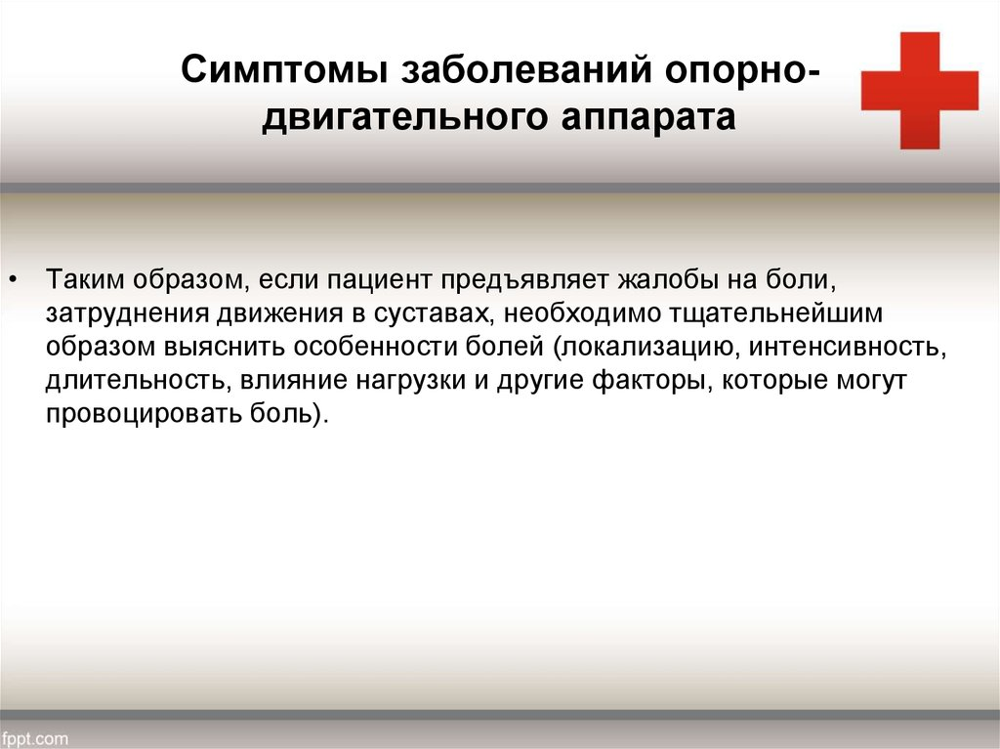 Симптомы заболеваний опорно-
двигательного аппарата
• Таким образом, если пациент предъявляет жалобы на боли,
затруднения движения в суставах, необходимо тщательнейшим
образом выяснить особенности болей (локализацию, интенсивность,
длительность, влияние нагрузки и другие факторы, которые могут
провоцировать боль).
fppt.com